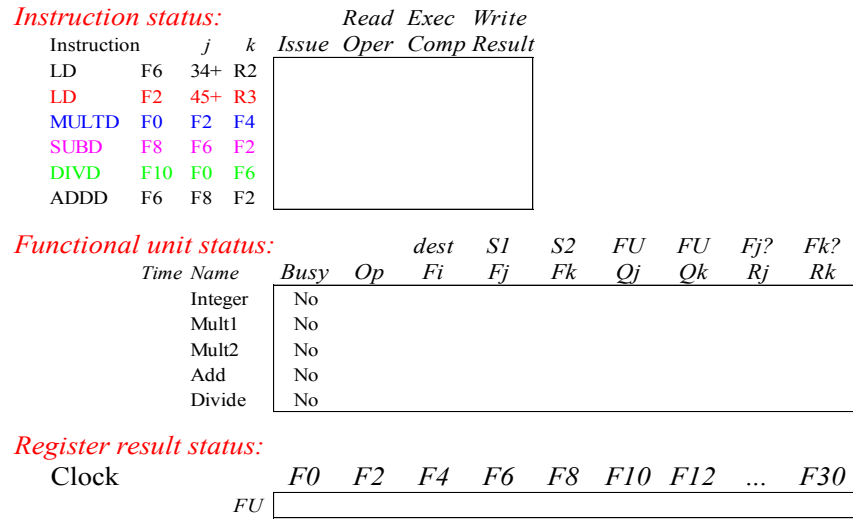 Instruction status: Read Exec Write
Instruction j k Issue Oper Comp Result
LD F6 34+ R2
LD F2 45+ R3
MULTD F0 F2 F4
SUBD F8 F6 F2
DIVD F10 F0 F6
ADDD F6 F8 F2
Functional unit status: dest S1 S2 FU FU Fj? Fk?
Time Name Busy Op Fi Fj Fk Qj Qk Rj Rk
Integer No
Mult1 No
Mult2 No
Add No
Divide No
Register result status:
Clock F0 F2 F4 F6 F8 F10 F12 ... F30
FU